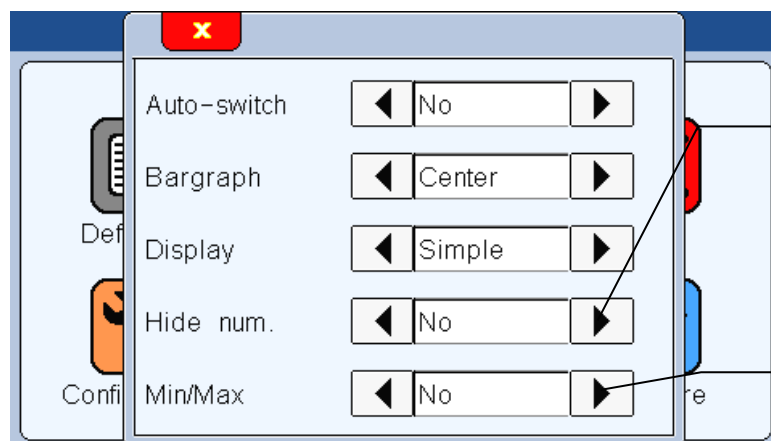 x
Auto-switch No
Bargraph Center
Def
Display Simple
Hide num. No
Confi Min/Max No re